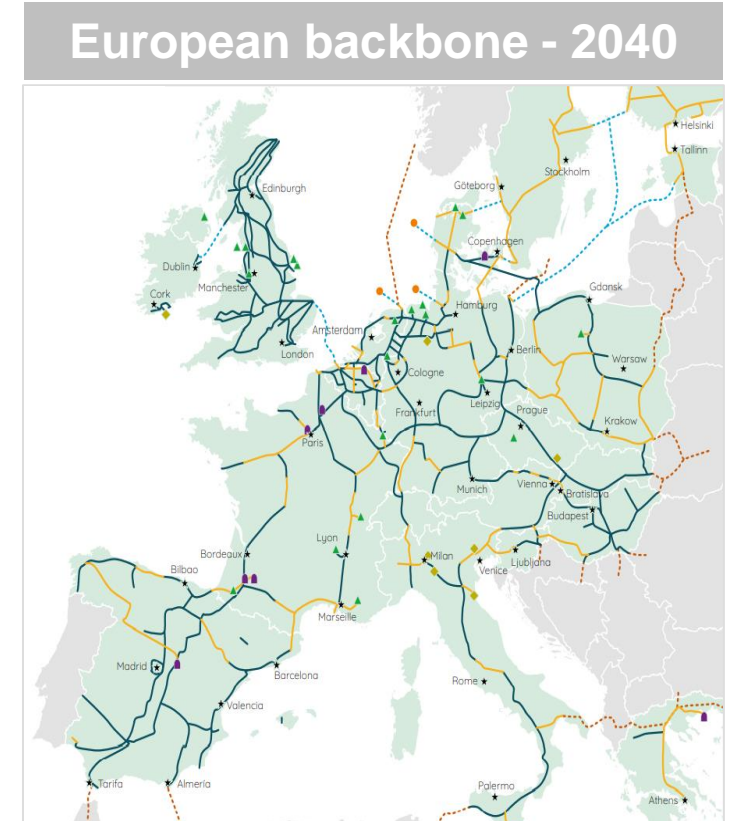 European backbone - 2040
Helsinki
Tallinn
Stockholm
Göteborg
Edinburgh
Copenhagen
Dublin
Manchester
Gdansk
Cork
Hamburg
Amsterdam
Berlin
London
Warsaw
Cologne
Leipzig
Frankfurt
Prague
Krakow
Paris
Munich
Vienna
Bratislava
Budapest
Lyon
Bordeaux
Milan
Ljubljana
Venice
Bilbao
Marseille
Madrid
Barcelona
Rome
Valencia
Tarifa
Almería
Palermo
Athens